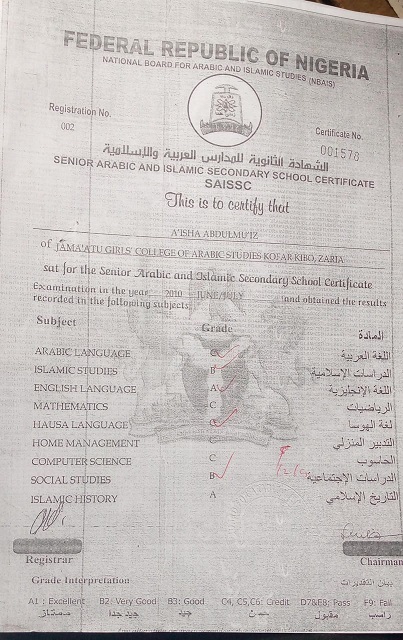 FEDERAL REPUBLIC OF NIGERIA
NATIONAL BOARD FOR ARABIC AND ISLAMIC STUDIES (NBAIS)
Registration No.
002
Certificate No.
001578
الشهادة الثانوية للمدارس العربية والإسلامية
SENIOR ARABIC AND ISLAMIC SECONDARY SCHOOL CERTIFICATE
SAISSC
This is to certify that
A'ISHA ABDULMU'IZ
of JAMA'ATU GIRLS' COLLEGE OF ARABIC STUDIES KOFAR KIBO, ZARIA
sat for the Senior Arabic and Islamic Secondary School Certificate
Examination in the year 2010 JUNE/JULY and obtained the results
recorded in the following subjects
Subject Grade المادة
ARABIC LANGUAGE اللغة العربية
ISLAMIC STUDIES B الدراسات الإسلامية
ENGLISH LANGUAGE A اللغة الإنجليزية
MATHEMATICS C الرياضيات
HAUSA LANGUAGE لغة الهوسا
HOME MANAGEMENT C التدبير المنزلي
COMPUTER SCIENCE C الحاسوب
SOCIAL STUDIES B الدراسات الإجتماعية
ISLAMIC HISTORY A التاريخ الإسلامي
Registrar Chairman
Grade Interpretation بيان التقديرات
A1 : Excellent B2: Very Good B3: Good C4, C5,C6: Credit D7&E8: Pass F9: Fail
ممتاز جيد جدا جيد حسن مقبول راسب